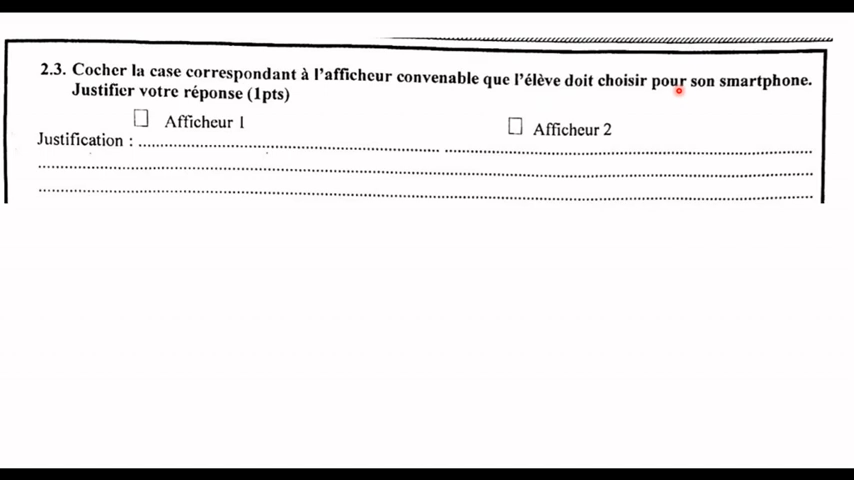 2.3. Cocher la case correspondant à l'afficheur convenable que l'élève doit choisir pour son smartphone.
Justifier votre réponse (1pts)
Afficheur 1 Afficheur 2
Justification : ........................................................................
........................................................................
........................................................................